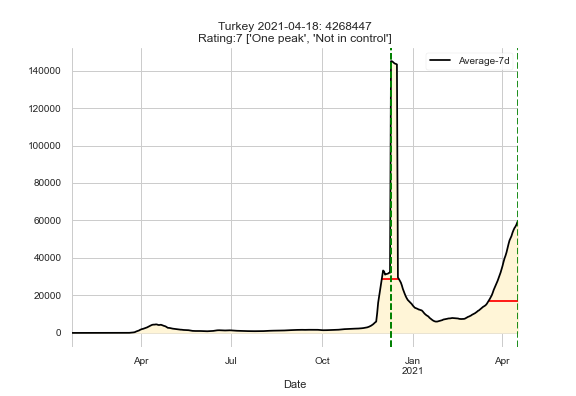 Turkey 2021-04-18: 4268447
Rating:7 ['One peak', 'Not in control']
Average-7d
140000
120000
100000
80000
60000
40000
20000
0
Apr
Jul
Oct
Jan
2021
Apr
Date